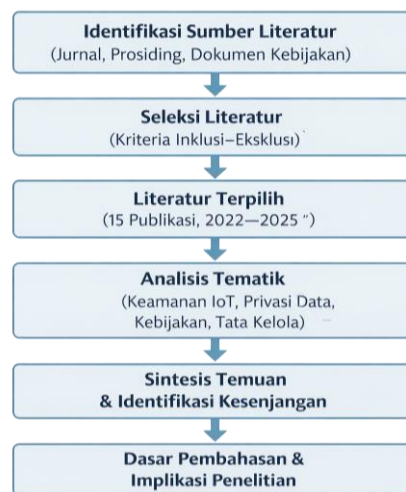 Identifikasi Sumber Literatur
(Jurnal, Prosiding, Dokumen Kebijakan)
Seleksi Literatur
(Kriteria Inklusi–Eksklusi)
Literatur Terpilih
(15 Publikasi, 2022—2025 ")
Analisis Tematik
(Keamanan IoT, Privasi Data,
Kebijakan, Tata Kelola)
Sintesis Temuan
& Identifikasi Kesenjangan
Dasar Pembahasan &
Implikasi Penelitian